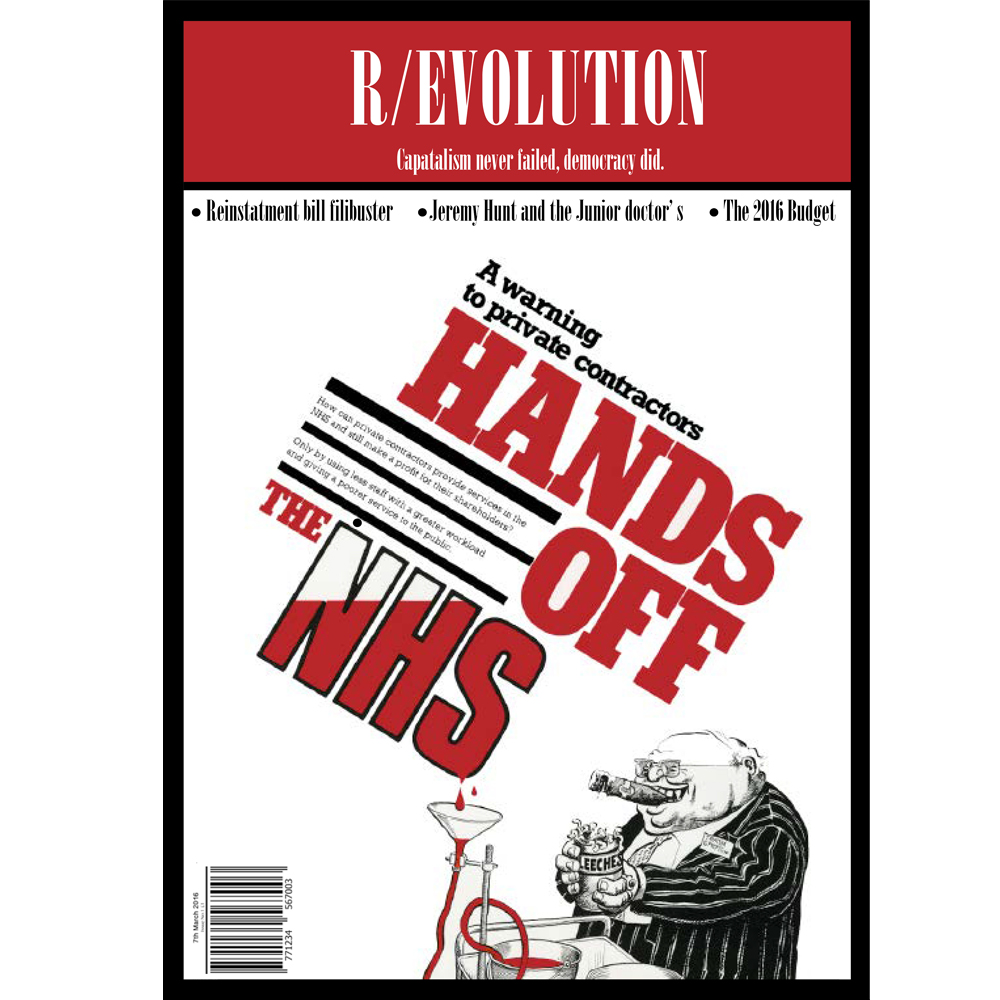 R/EVOLUTION
Capatalism never failed, democracy did.
• Reinstatment bill filibuster • Jeremy Hunt and the Junior doctor' s • The 2016 Budget
A warning
to private contractors
HANDS
OFF
How can private contractors provide services in the
NHS and still make a profit for their shareholders?
Only by using less staff with a greater workload
and giving a poorer service to the public.
THE
NHS
LEECHES
7th March 2016
771234
567003